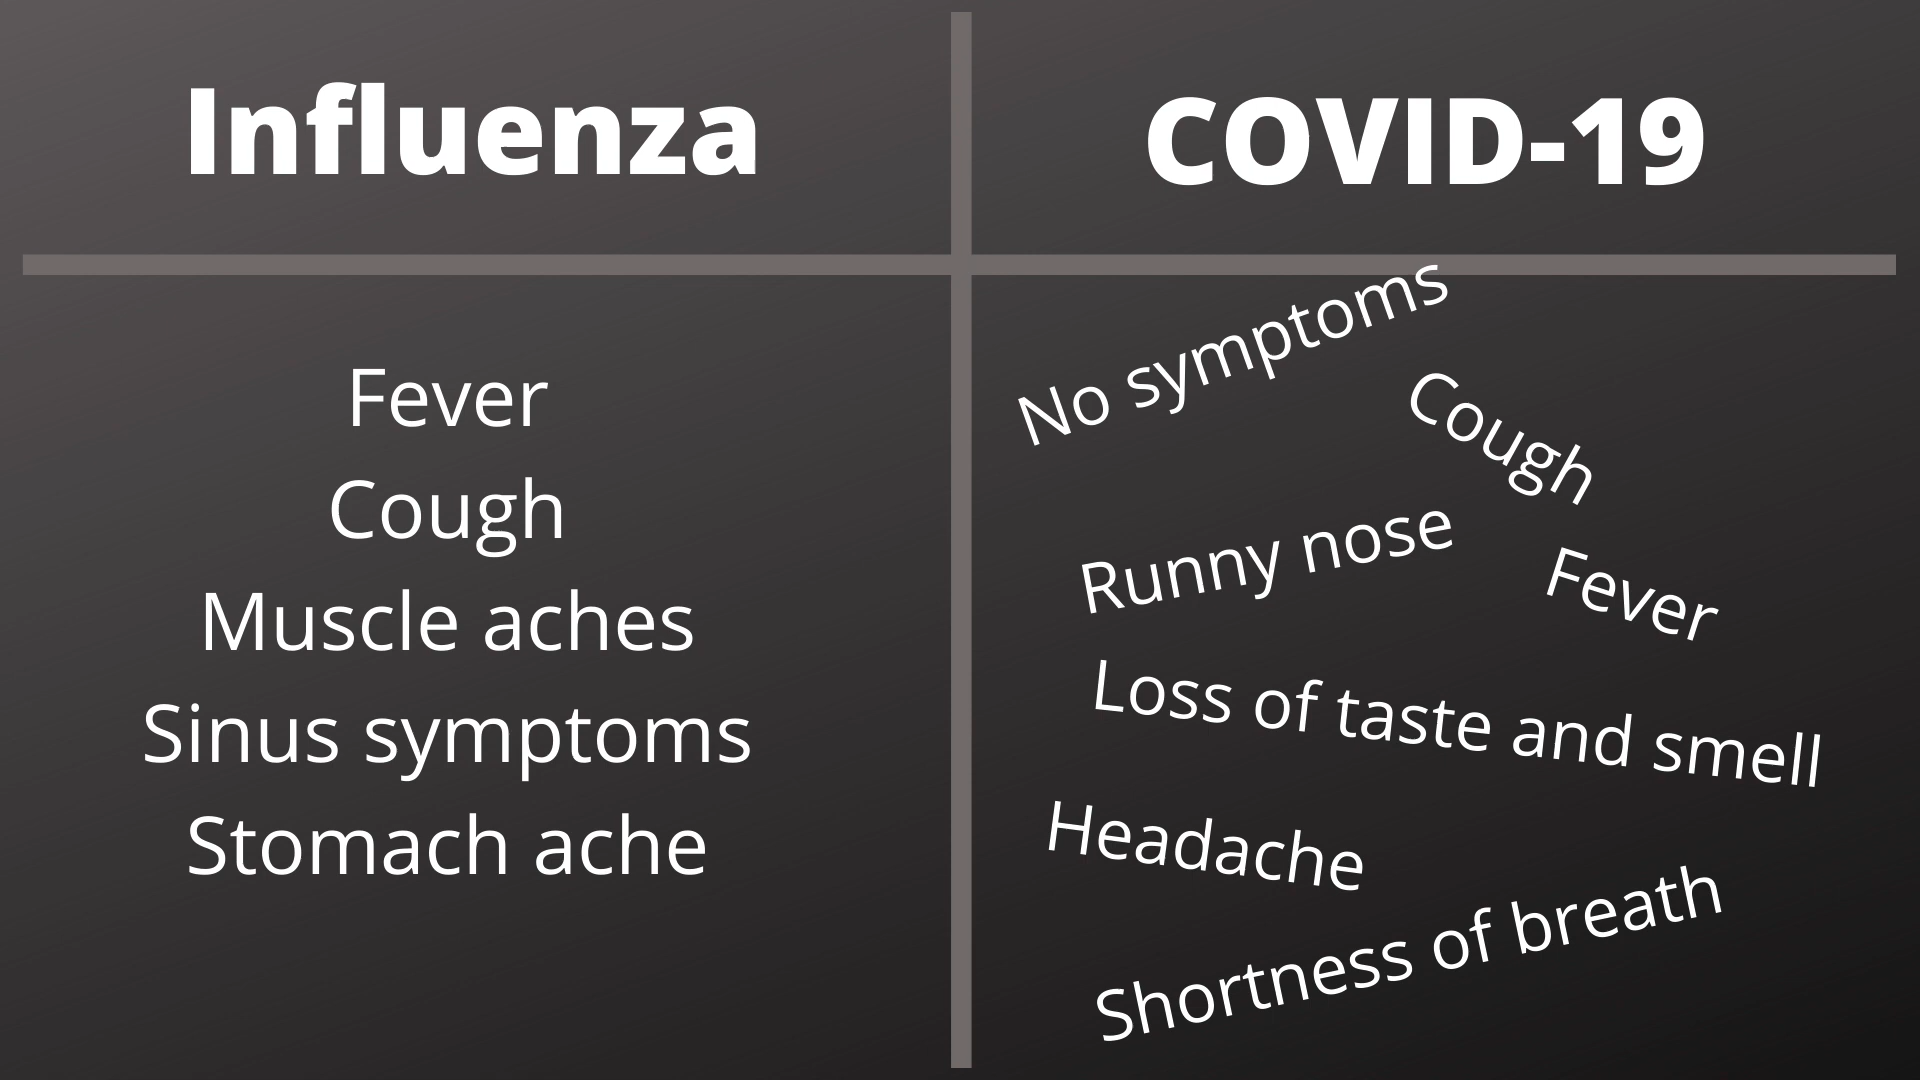 Influenza
Fever
Cough
Muscle aches
Sinus symptoms
Stomach ache
COVID-19
No symptoms
Cough
Runny nose
Fever
Loss of taste and smell
Headache
Shortness of breath